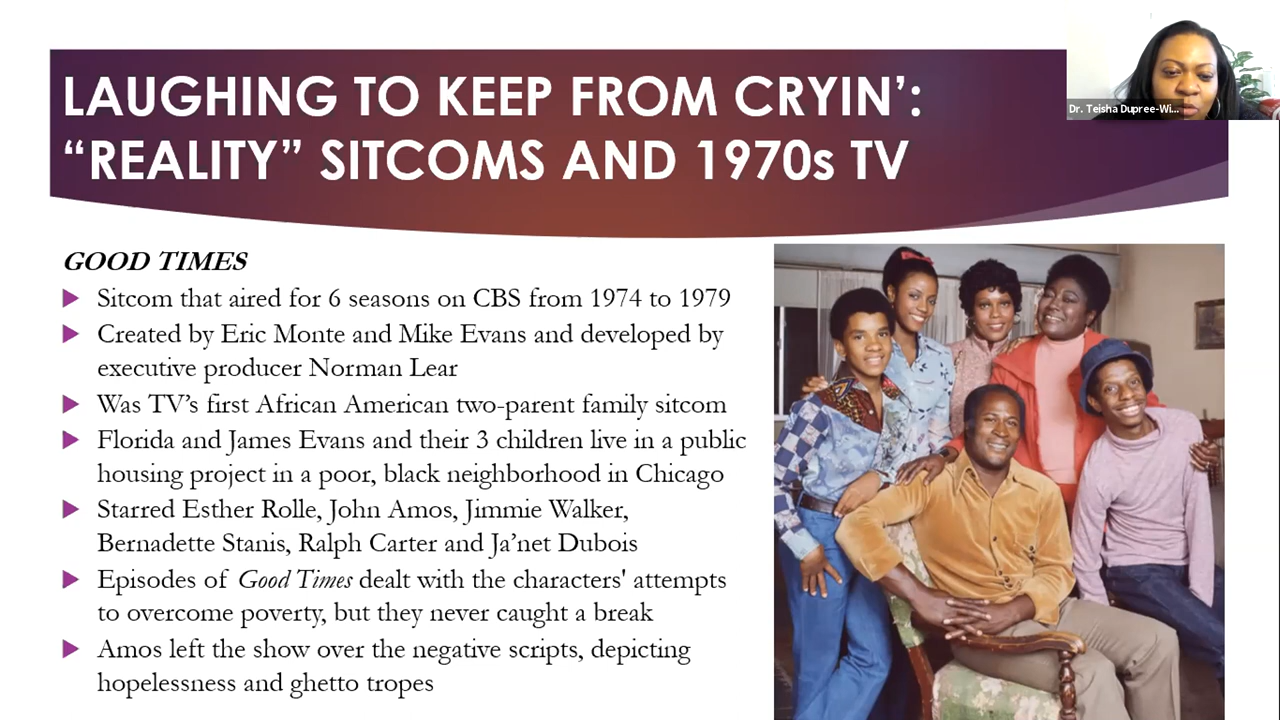 LAUGHING TO KEEP FROM CRYIN’:
“REALITY” SITCOMS AND 1970s TV
Dr. Teisha Dupree-Wi...
GOOD TIMES
Sitcom that aired for 6 seasons on CBS from 1974 to 1979
Created by Eric Monte and Mike Evans and developed by
executive producer Norman Lear
Was TV’s first African American two-parent family sitcom
Florida and James Evans and their 3 children live in a public
housing project in a poor, black neighborhood in Chicago
Starred Esther Rolle, John Amos, Jimmie Walker,
Bernadette Stanis, Ralph Carter and Ja’net Dubois
Episodes of Good Times dealt with the characters' attempts
to overcome poverty, but they never caught a break
Amos left the show over the negative scripts, depicting
hopelessness and ghetto tropes